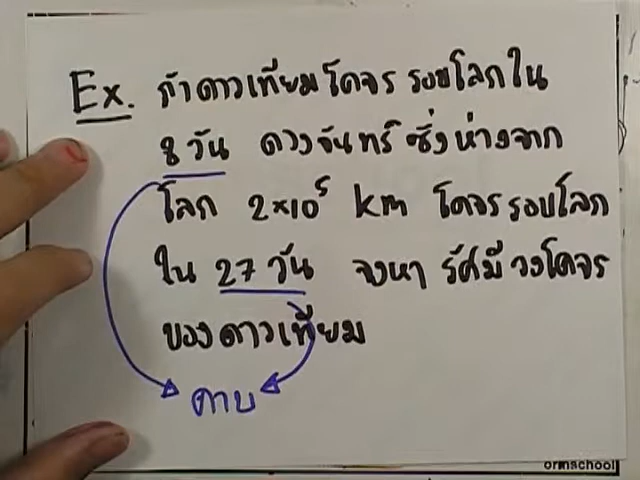 Ex. ถ้าดาวเทียมโคจรรอบโลกใน
8 วัน ดวงจันทร์ ซึ่งห่างจาก
โลก 2×10⁵ km โคจรรอบโลก
ใน 27 วัน จงหา รัศมีวงโคจร
ของดาวเทียม
คาบ
ormschool